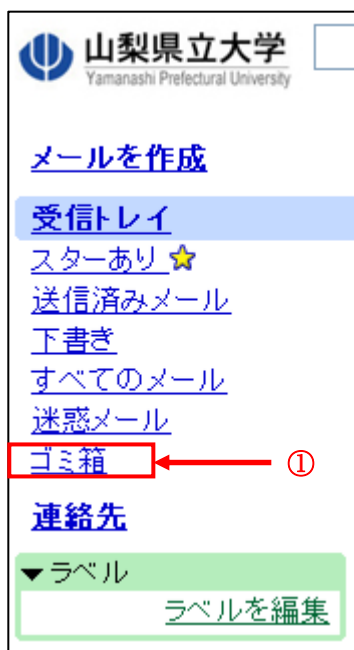 山梨県立大学
Yamanashi Prefectural University
メールを作成
受信トレイ
スターあり
送信済みメール
下書き
すべてのメール
迷惑メール
ゴミ箱 ①
連絡先
▼ラベル
ラベルを編集